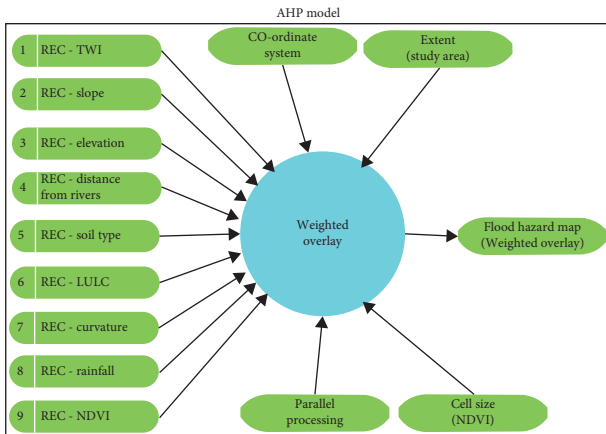 AHP model
1 REC - TWI
2 REC - slope
3 REC - elevation
4 REC - distance
from rivers
5 REC - soil type
6 REC - LULC
7 REC - curvature
8 REC - rainfall
9 REC - NDVI
CO-ordinate
system
Extent
(study area)
Weighted
overlay
Flood hazard map
(Weighted overlay)
Parallel
processing
Cell size
(NDVI)